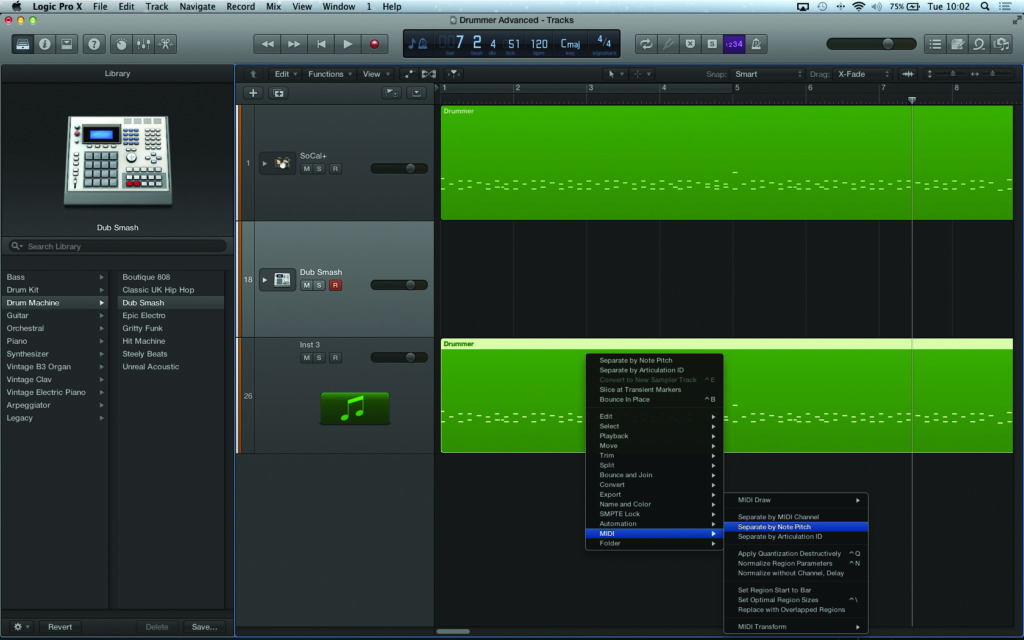 Logic Pro X File Edit Track Navigate Record Mix View Window 1 Help 75% Tue 10:02
Drummer Advanced - Tracks
7 2 4 51 120 Cmaj 4/4
bar beat div tick bpm key signature
1234
Library
Edit Functions View Snap: Smart Drag: X-Fade
1 2 3 4 5 6 7 8
Dub Smash
Search Library
Bass
Drum Kit
Drum Machine
Guitar
Orchestral
Piano
Synthesizer
Vintage B3 Organ
Vintage Clav
Vintage Electric Piano
Arpeggiator
Legacy
Boutique 808
Classic UK Hip Hop
Dub Smash
Epic Electro
Gritty Funk
Hit Machine
Steely Beats
Unreal Acoustic
1
SoCal+
M S R
Drummer
18
Dub Smash
M S R
26
Inst 3
M S R
Drummer
Separate by Note Pitch
Separate by Articulation ID
Convert to New Sampler Track ^E
Slice at Transient Markers
Bounce In Place ^B
Edit
Select
Playback
Move
Trim
Split
Bounce and Join
Convert
Export
Name and Color
SMPTE Lock
Automation
MIDI
Folder
MIDI Draw
Separate by MIDI Channel
Separate by Note Pitch
Separate by Articulation ID
Apply Quantization Destructively ^Q
Normalize Region Parameters ^N
Normalize without Channel, Delay
Set Region Start to Bar
Set Optimal Region Sizes ^\
Replace with Overlapped Regions
MIDI Transform
Revert Delete Save...